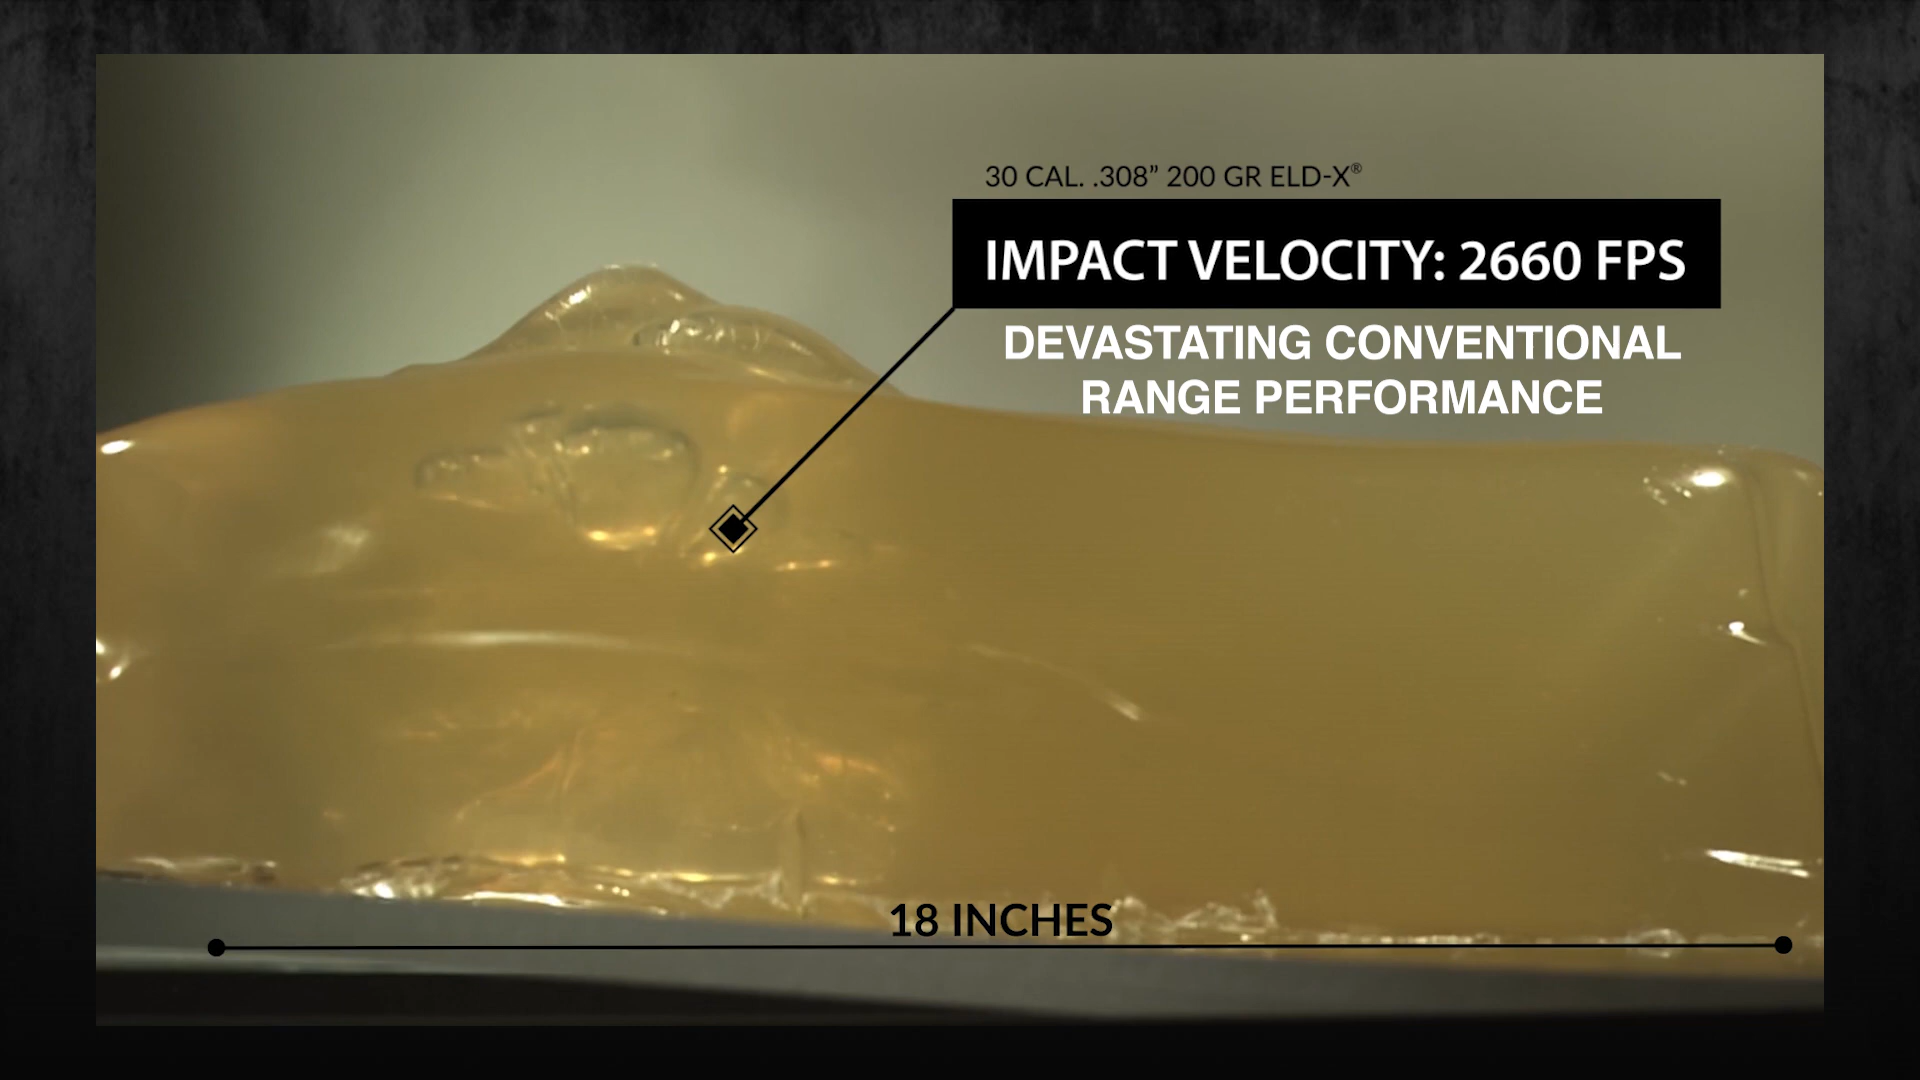 30 CAL. .308” 200 GR ELD-X®
IMPACT VELOCITY: 2660 FPS
DEVASTATING CONVENTIONAL
RANGE PERFORMANCE
18 INCHES